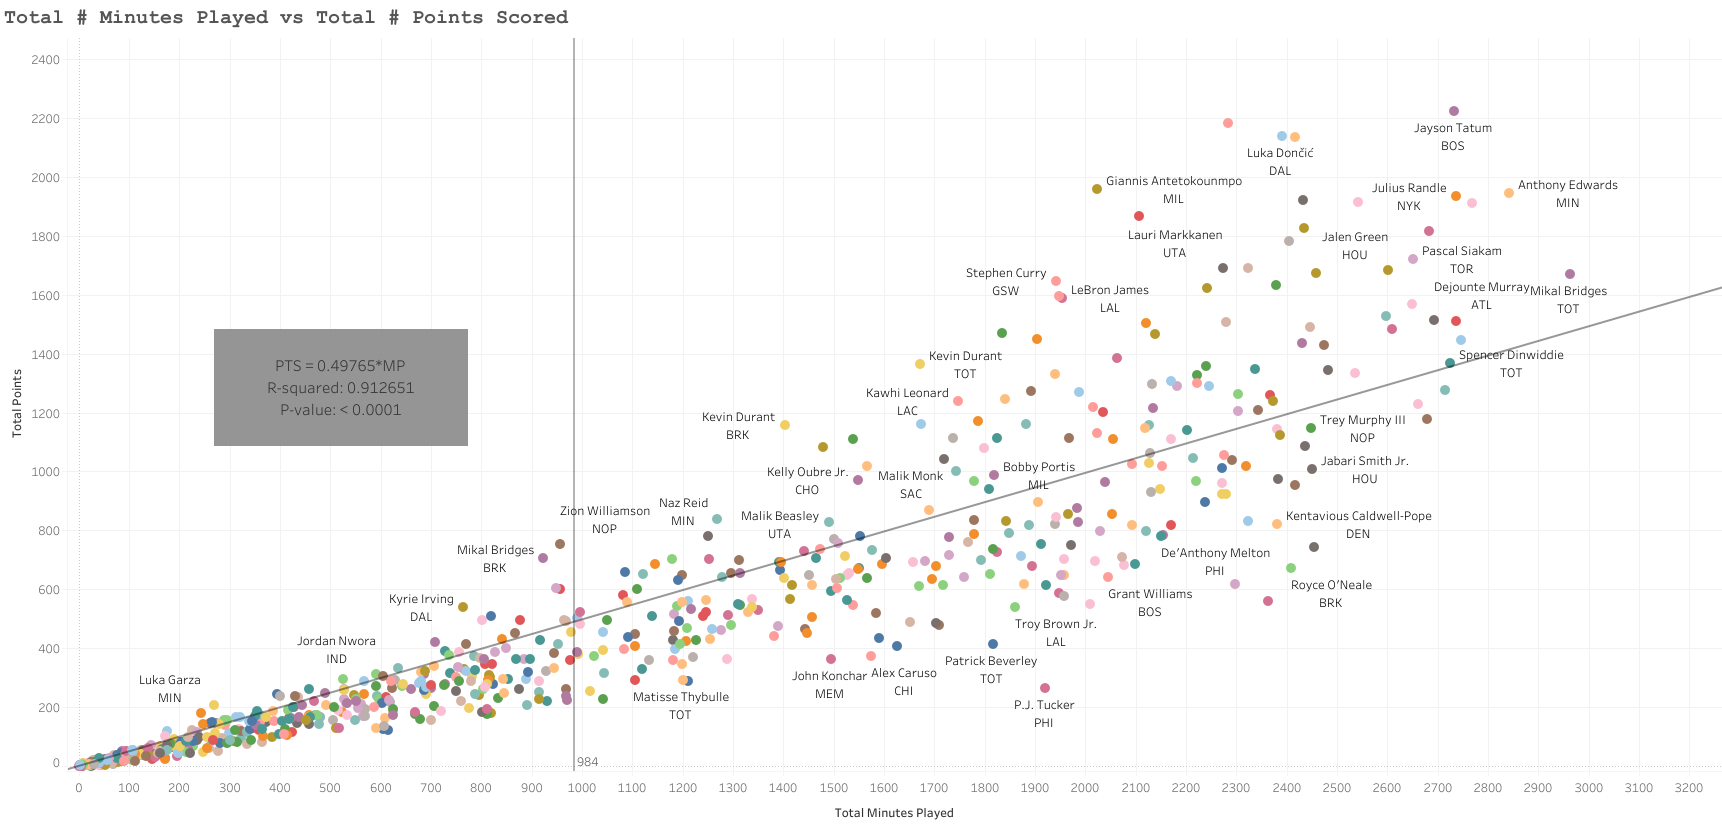 Total # Minutes Played vs Total # Points Scored
2400
2200
2000
1800
1600
1400
1200
1000
800
600
400
200
0
Total Points
PTS = 0.49765*MP
R-squared: 0.912651
P-value: < 0.0001
Jayson Tatum
BOS
Luka Dončić
DAL
Giannis Antetokounmpo
MIL
Julius Randle
NYK
Anthony Edwards
MIN
Lauri Markkanen
UTA
Jalen Green
HOU
Pascal Siakam
TOR
Stephen Curry
GSW
LeBron James
LAL
Dejounte Murray
ATL
Mikal Bridges
TOT
Kevin Durant
TOT
Spencer Dinwiddie
TOT
Kawhi Leonard
LAC
Kevin Durant
BRK
Trey Murphy III
NOP
Kelly Oubre Jr.
CHO
Malik Monk
SAC
Bobby Portis
MIL
Jabari Smith Jr.
HOU
Zion Williamson
NOP
Naz Reid
MIN
Malik Beasley
UTA
Kentavious Caldwell-Pope
DEN
Mikal Bridges
BRK
De'Anthony Melton
PHI
Kyrie Irving
DAL
Grant Williams
BOS
Royce O'Neale
BRK
Jordan Nwora
IND
Troy Brown Jr.
LAL
Luka Garza
MIN
Matisse Thybulle
TOT
John Konchar
MEM
Alex Caruso
CHI
Patrick Beverley
TOT
P.J. Tucker
PHI
984
0 100 200 300 400 500 600 700 800 900 1000 1100 1200 1300 1400 1500 1600 1700 1800 1900 2000 2100 2200 2300 2400 2500 2600 2700 2800 2900 3000 3100 3200
Total Minutes Played